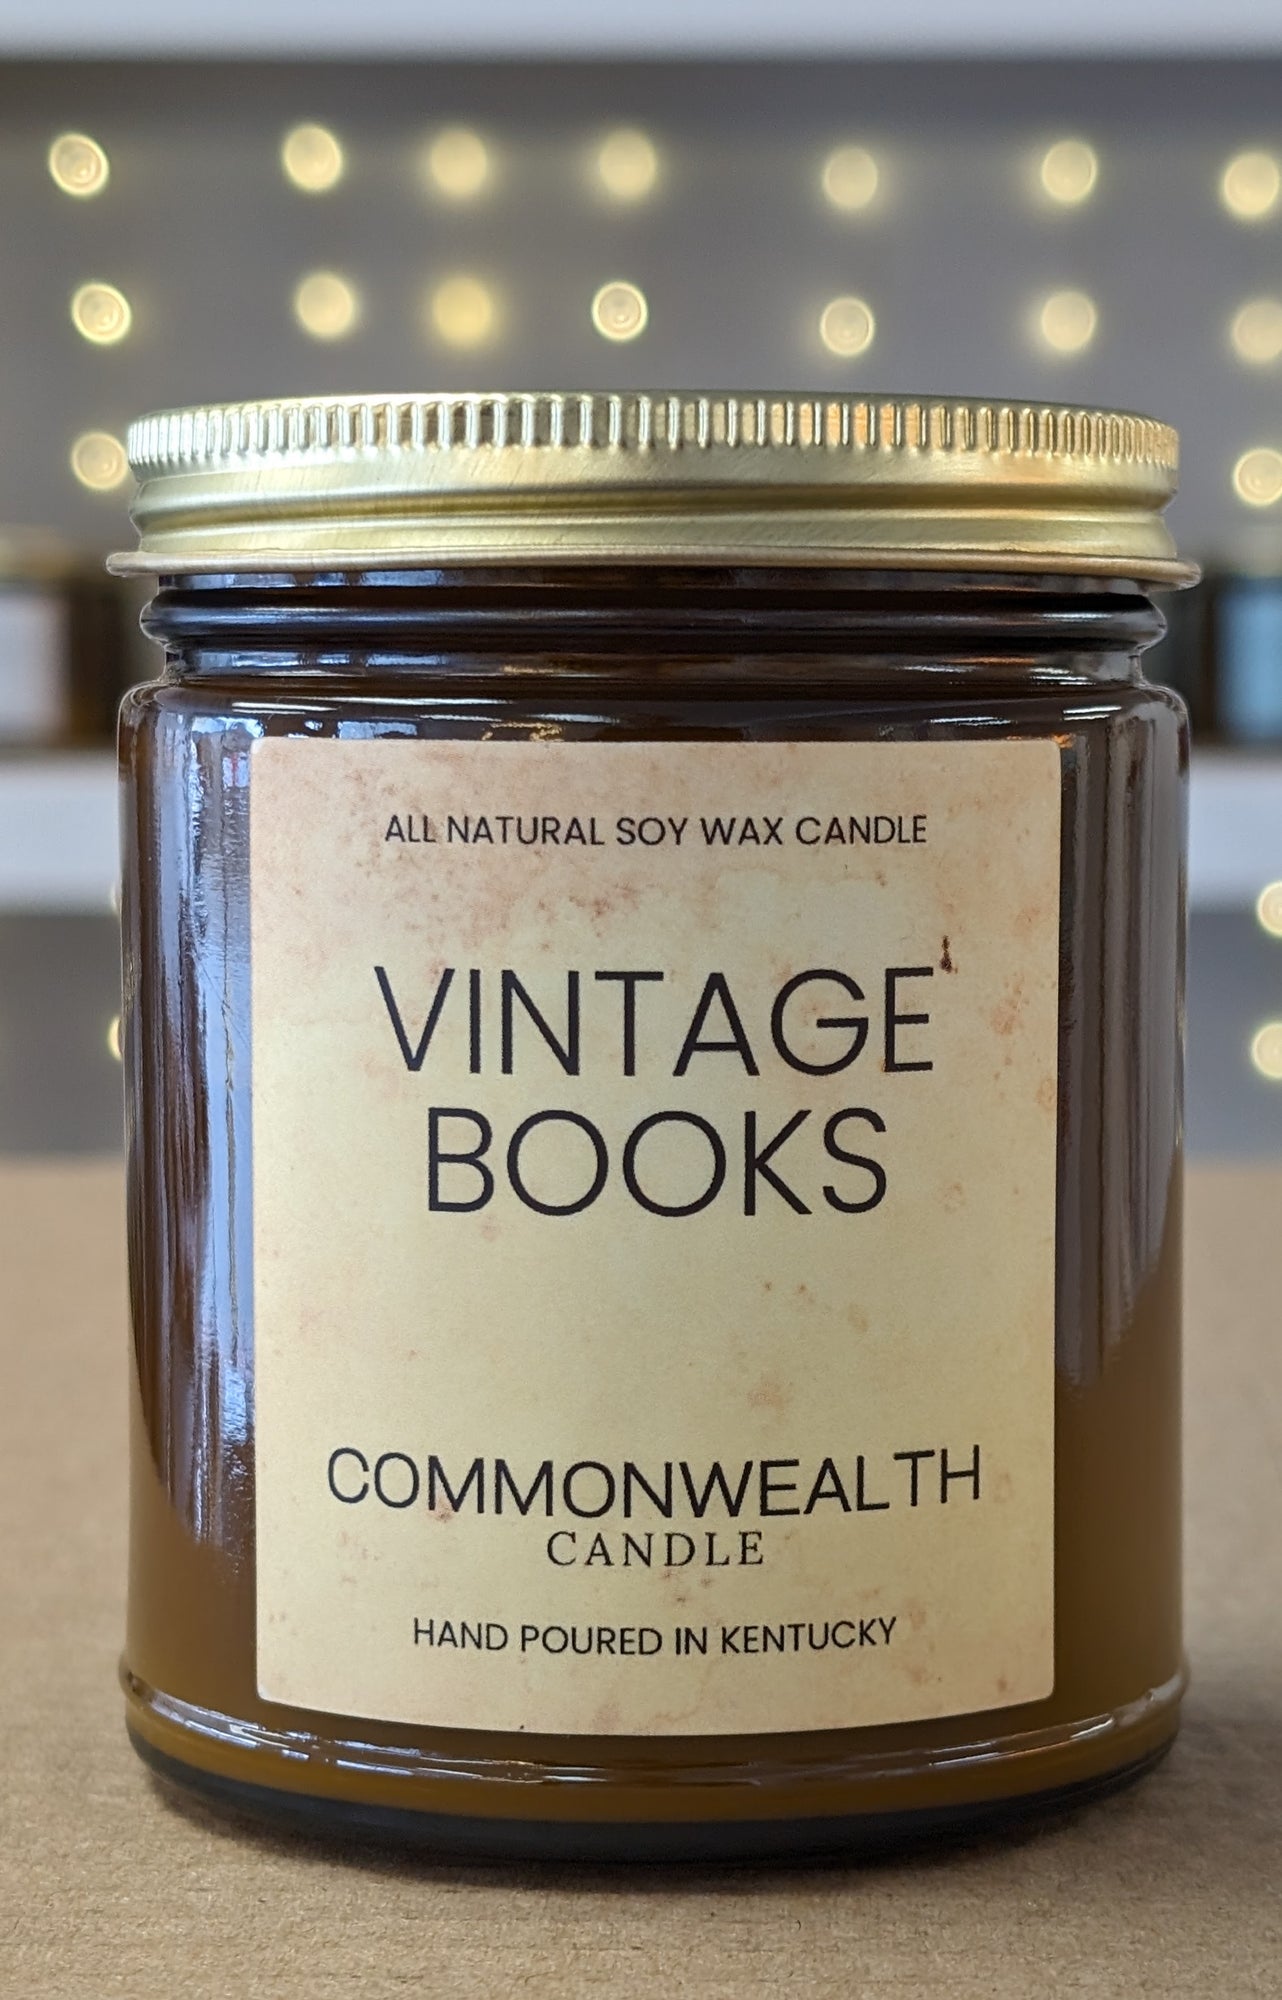 ALL NATURAL SOY WAX CANDLE
VINTAGE
BOOKS
COMMONWEALTH
CANDLE
HAND POURED IN KENTUCKY